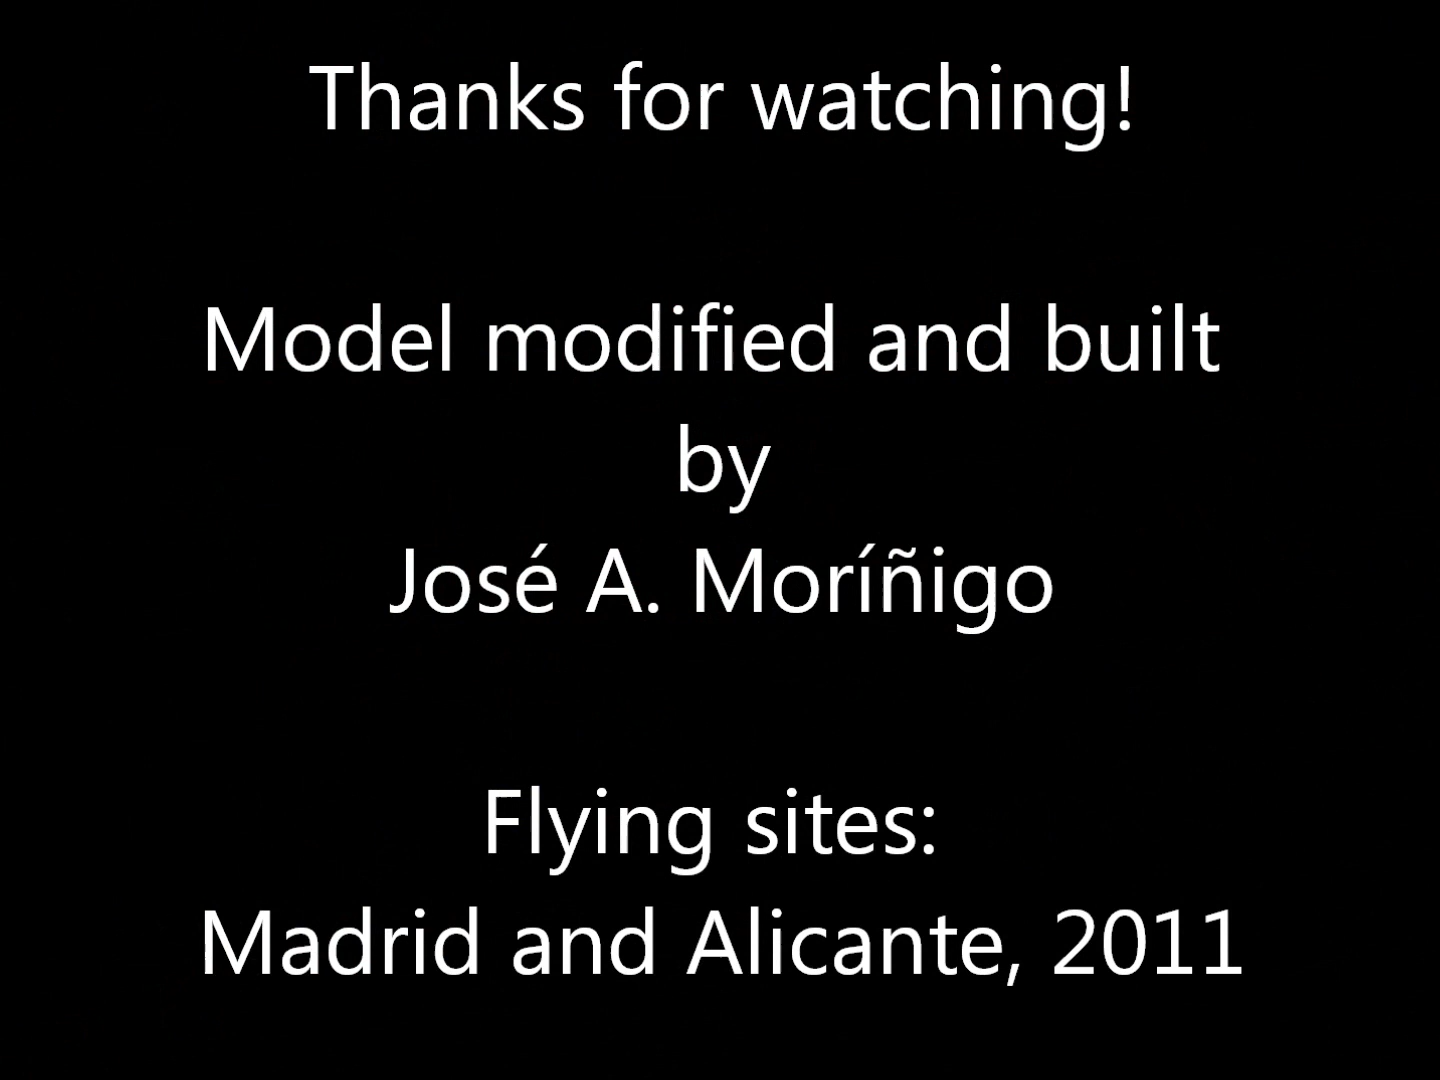 Thanks for watching!
Model modified and built
by
José A. Moríñigo
Flying sites:
Madrid and Alicante, 2011